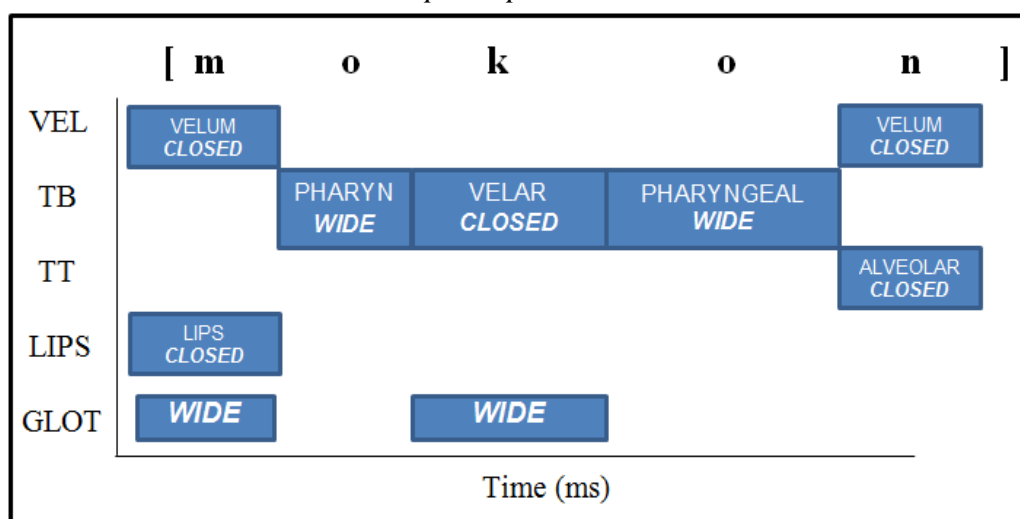 [ m o k o n ]
VEL VELUM VELUM
CLOSED CLOSED
TB PHARYN VELAR PHARYNGEAL
WIDE CLOSED WIDE
TT ALVEOLAR
CLOSED
LIPS LIPS
CLOSED
GLOT WIDE WIDE
Time (ms)